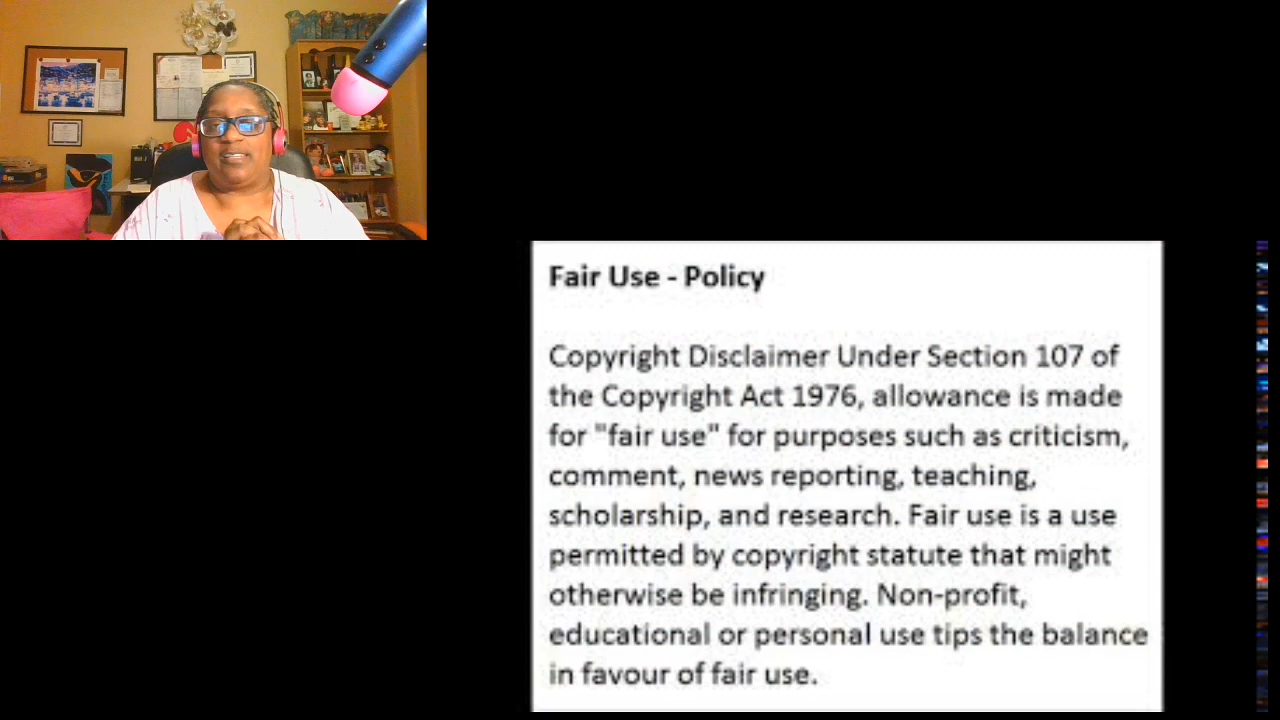 Fair Use - Policy
Copyright Disclaimer Under Section 107 of
the Copyright Act 1976, allowance is made
for "fair use" for purposes such as criticism,
comment, news reporting, teaching,
scholarship, and research. Fair use is a use
permitted by copyright statute that might
otherwise be infringing. Non-profit,
educational or personal use tips the balance
in favour of fair use.